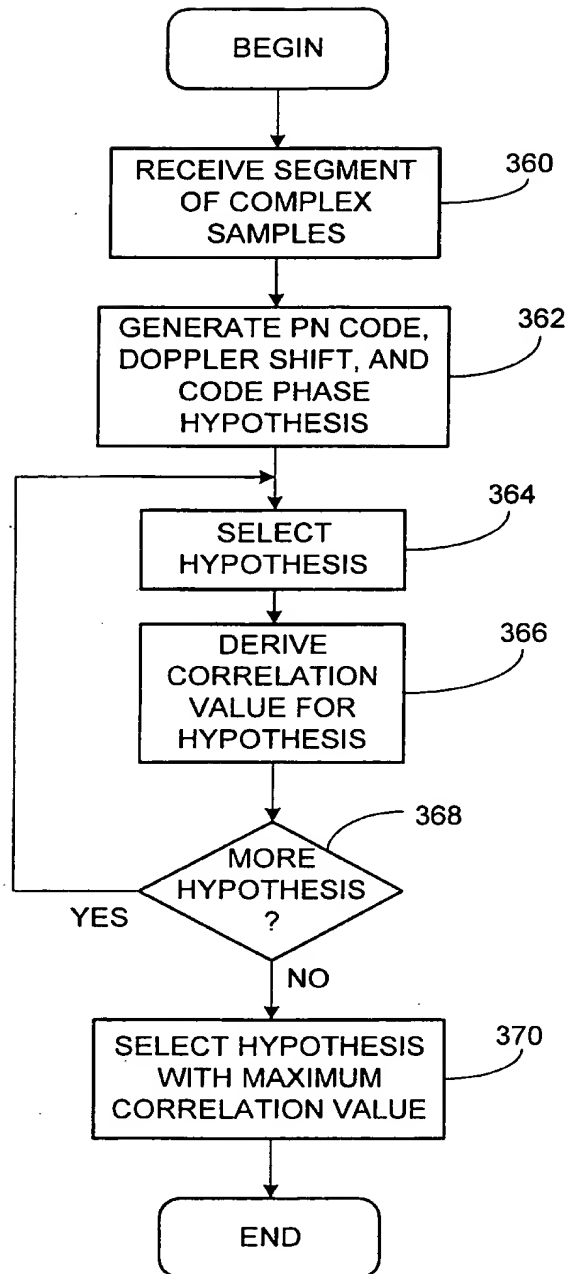 BEGIN
RECEIVE SEGMENT
OF COMPLEX
SAMPLES
360
GENERATE PN CODE,
DOPPLER SHIFT, AND
CODE PHASE
HYPOTHESIS
362
SELECT
HYPOTHESIS
364
DERIVE
CORRELATION
VALUE FOR
HYPOTHESIS
366
MORE
HYPOTHESIS
?
368
YES
NO
SELECT HYPOTHESIS
WITH MAXIMUM
CORRELATION VALUE
370
END